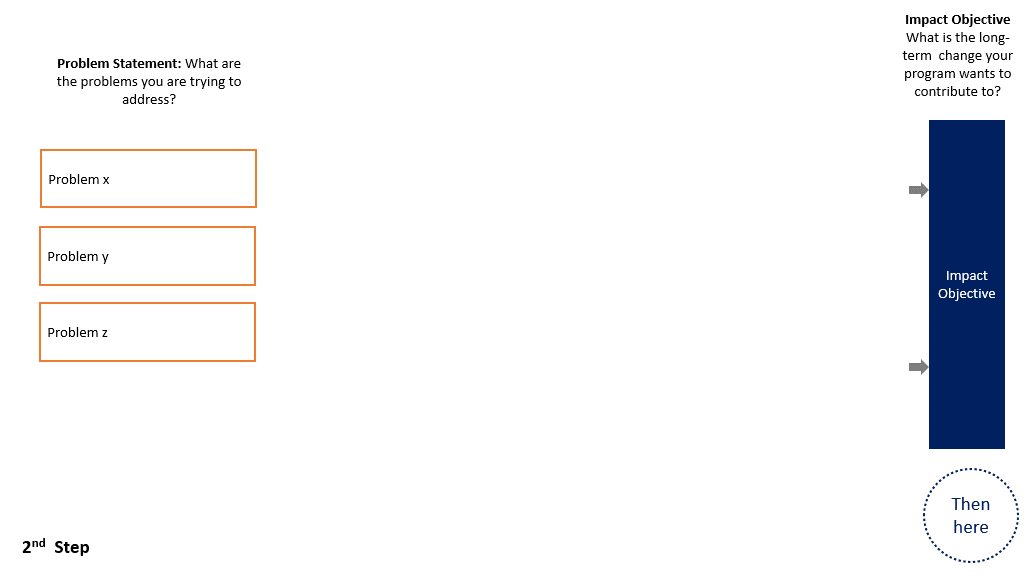 Impact Objective
What is the long-
term change your
program wants to
contribute to?
Problem Statement: What are
the problems you are trying to
address?
Problem x
Problem y
Problem z
Impact
Objective
Then
here
2nd Step